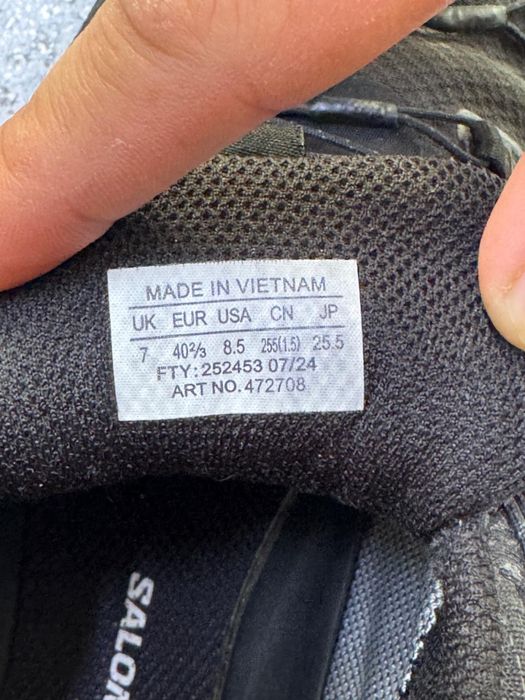 MADE IN VIETNAM
UK EUR USA CN JP
7 40⅔ 8.5 255(1.5) 25.5
FTY: 252453 07/24
ART NO. 472708
SALOM